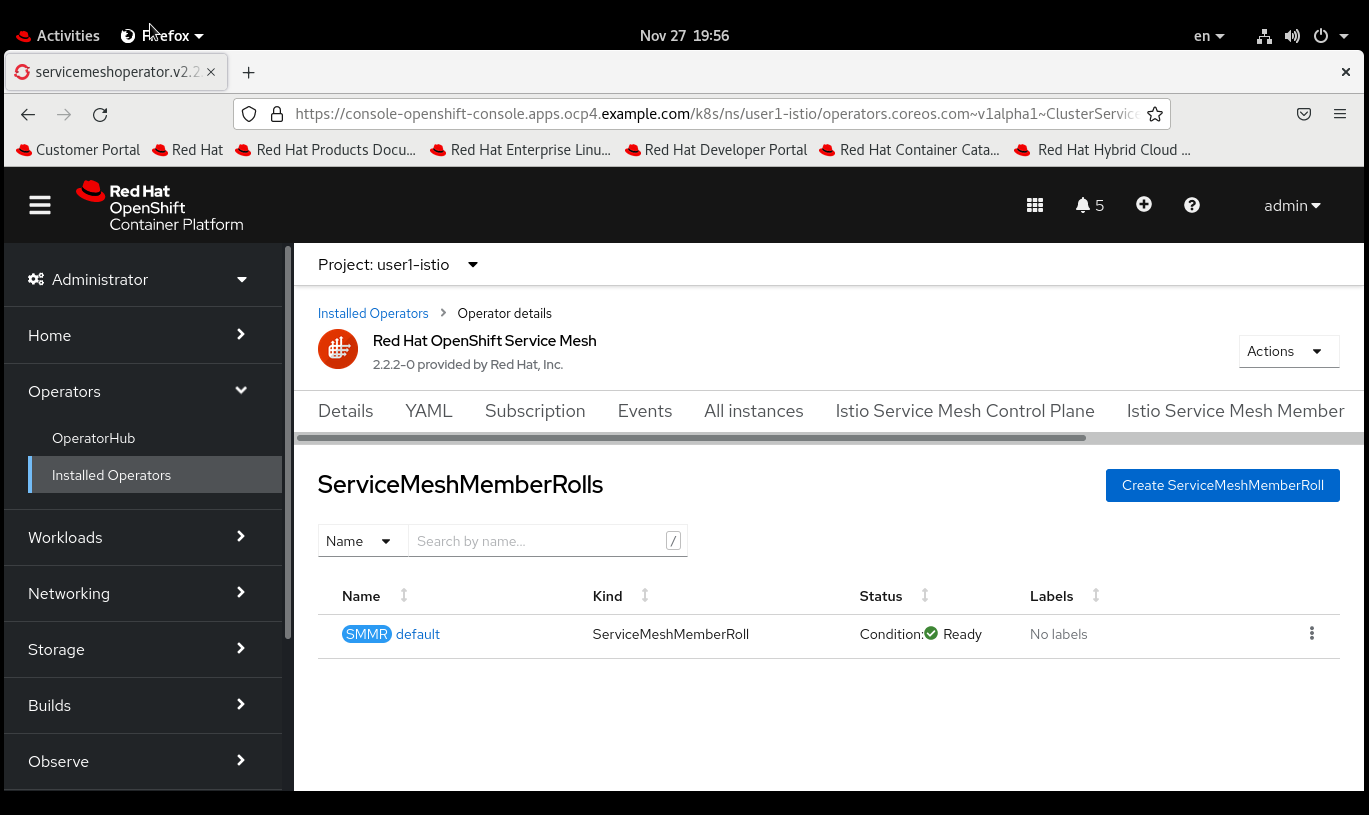 Activities Firefox Nov 27 19:56 en
servicemeshoperator.v2.2
https://console-openshift-console.apps.ocp4.example.com/k8s/ns/user1-istio/operators.coreos.com~v1alpha1~ClusterService
Customer Portal Red Hat Red Hat Products Docu... Red Hat Enterprise Linu... Red Hat Developer Portal Red Hat Container Cata... Red Hat Hybrid Cloud ...
Red Hat
OpenShift
Container Platform
5 admin
Administrator
Home
Operators
OperatorHub
Installed Operators
Workloads
Networking
Storage
Builds
Observe
Project: user1-istio
Installed Operators > Operator details
Red Hat OpenShift Service Mesh
2.2.2-0 provided by Red Hat, Inc.
Actions
Details YAML Subscription Events All instances Istio Service Mesh Control Plane Istio Service Mesh Member
ServiceMeshMemberRolls
Create ServiceMeshMemberRoll
Name Search by name... /
Name Kind Status Labels
SMMR default ServiceMeshMemberRoll Condition: Ready No labels